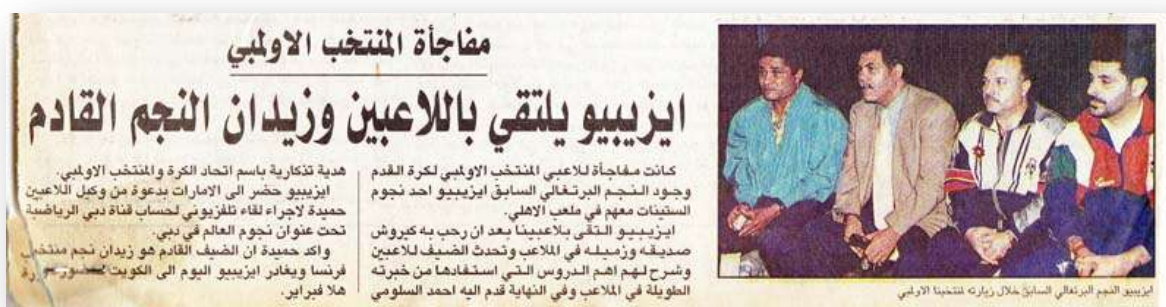 مفاجأة المنتخب الاولمبي
ايزيبيو يلتقي باللاعبين وزيدان النجم القادم
كانت مفاجأة للاعبي المنتخب الاولمبي لكرة القدم
وجود النجم البرتغالي السابق ايزيبيو احد نجوم
الستينات معهم في ملعب الاهلي.
ايزيبيو التقى بلاعبينا بعد ان رحب به كيروش
صديقه وزميله في الملاعب وتحدث الضيف للاعبين
وشرح لهم اهم الدروس التي استفادها من خبرته
الطويلة في الملاعب وفي النهاية قدم اليه احمد السلومي
هدية تذكارية باسم اتحاد الكرة والمنتخب الاولمبي.
ايزيبيو حضر الى الامارات بدعوة من وكيل اللاعبين
حميدة لاجراء لقاء تلفزيوني لحساب قناة دبي الرياضية
تحت عنوان نجوم العالم في دبي.
واكد حميدة ان الضيف القادم هو زيدان نجم منتخب
فرنسا ويغادر ايزيبيو اليوم الى الكويت
هلا فبراير.
ايزيبيو النجم البرتغالي السابق خلال زيارته لمنتخبنا الاولمبي